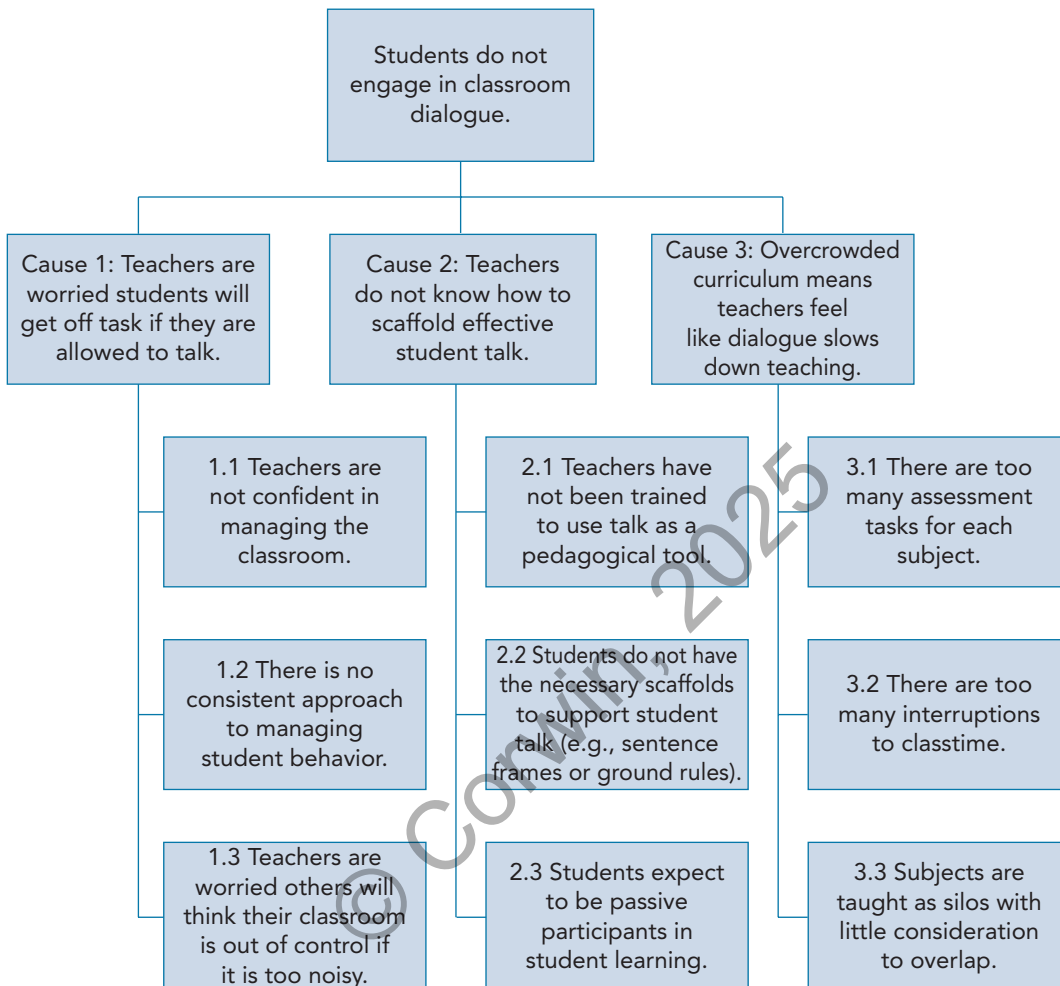 Students do not
engage in classroom
dialogue.
Cause 1: Teachers are
worried students will
get off task if they are
allowed to talk.
Cause 2: Teachers
do not know how to
scaffold effective
student talk.
Cause 3: Overcrowded
curriculum means
teachers feel
like dialogue slows
down teaching.
1.1 Teachers are
not confident in
managing the
classroom.
2.1 Teachers have
not been trained
to use talk as a
pedagogical tool.
3.1 There are too
many assessment
tasks for each
subject.
1.2 There is no
consistent approach
to managing
student behavior.
2.2 Students do not have
the necessary scaffolds
to support student
talk (e.g., sentence
frames or ground rules).
3.2 There are too
many interruptions
to classtime.
1.3 Teachers are
worried others will
think their classroom
is out of control if
it is too noisy.
2.3 Students expect
to be passive
participants in
student learning.
3.3 Subjects are
taught as silos with
little consideration
to overlap.
© Corwin, 2025